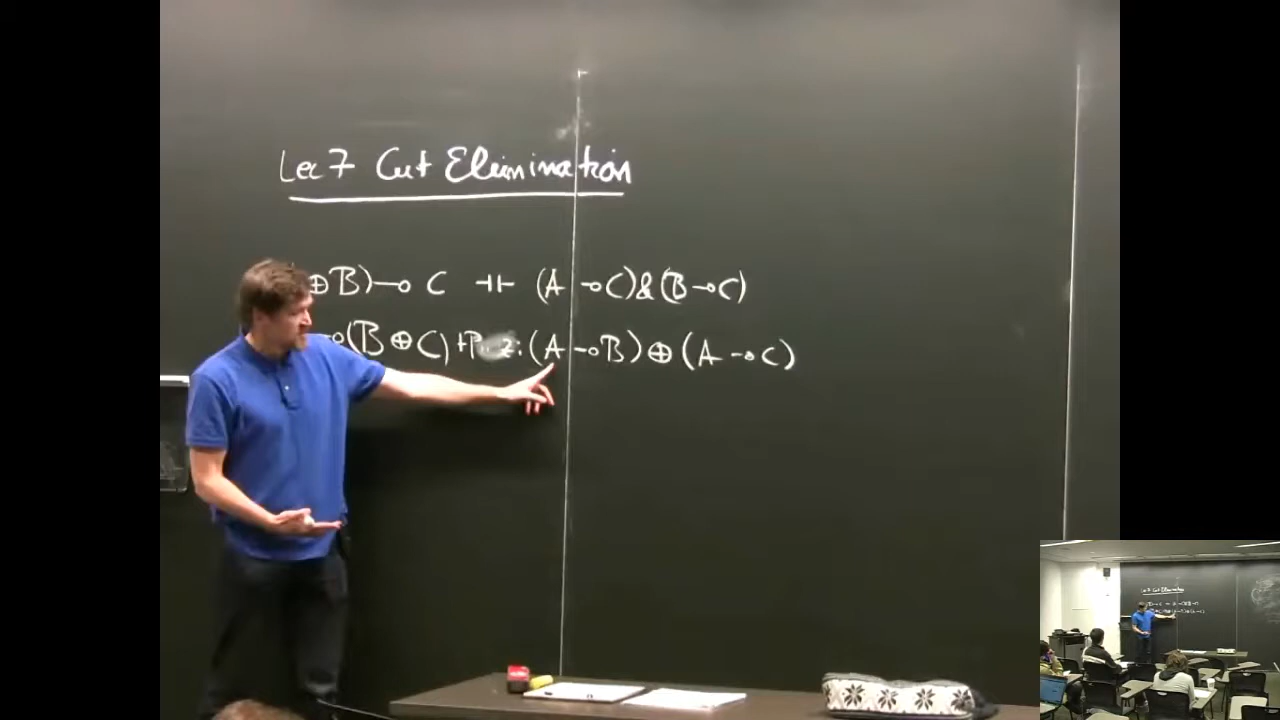 Lec 7 Cut Elimination
⊕ B) ⊸ C ⊣⊢ (A ⊸ C) & (B ⊸ C)
(B ⊕ C) (A ⊸ B) ⊕ (A ⊸ C)